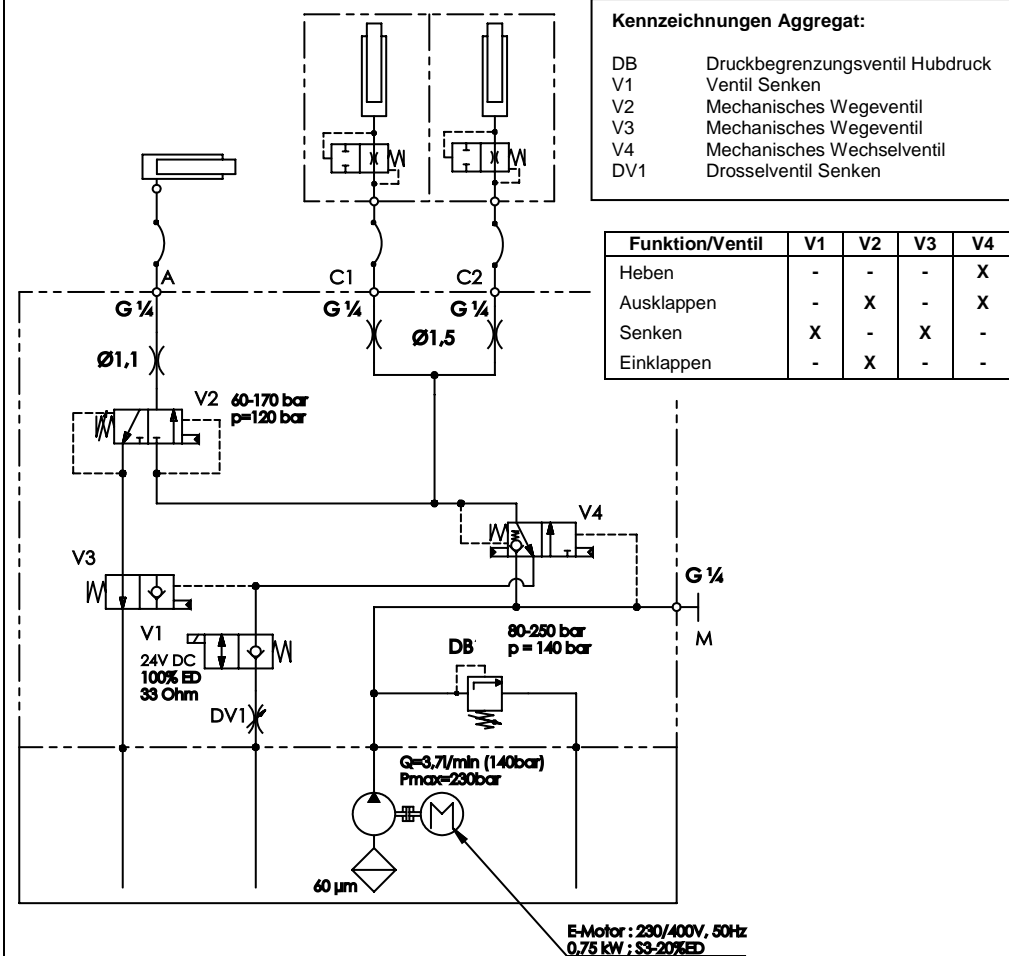 Kennzeichnungen Aggregat:
DB Druckbegrenzungsventil Hubdruck
V1 Ventil Senken
V2 Mechanisches Wegeventil
V3 Mechanisches Wegeventil
V4 Mechanisches Wechselventil
DV1 Drosselventil Senken
Funktion/Ventil V1 V2 V3 V4
Heben - - - X
Ausklappen - X - X
Senken X - X -
Einklappen - X - -
A C1 C2
G ¼ G ¼ G ¼
Ø1,1 Ø1,5
V2 60-170 bar
p=120 bar
V4
V3
G ¼
M
V1
24V DC
100% ED
33 Ohm
80-250 bar
p = 140 bar
DB
DV1
Q=3,7l/min (140bar)
Pmax=230bar
M
60 µm
E-Motor : 230/400V, 50Hz
0,75 kW ; S3-20%ED